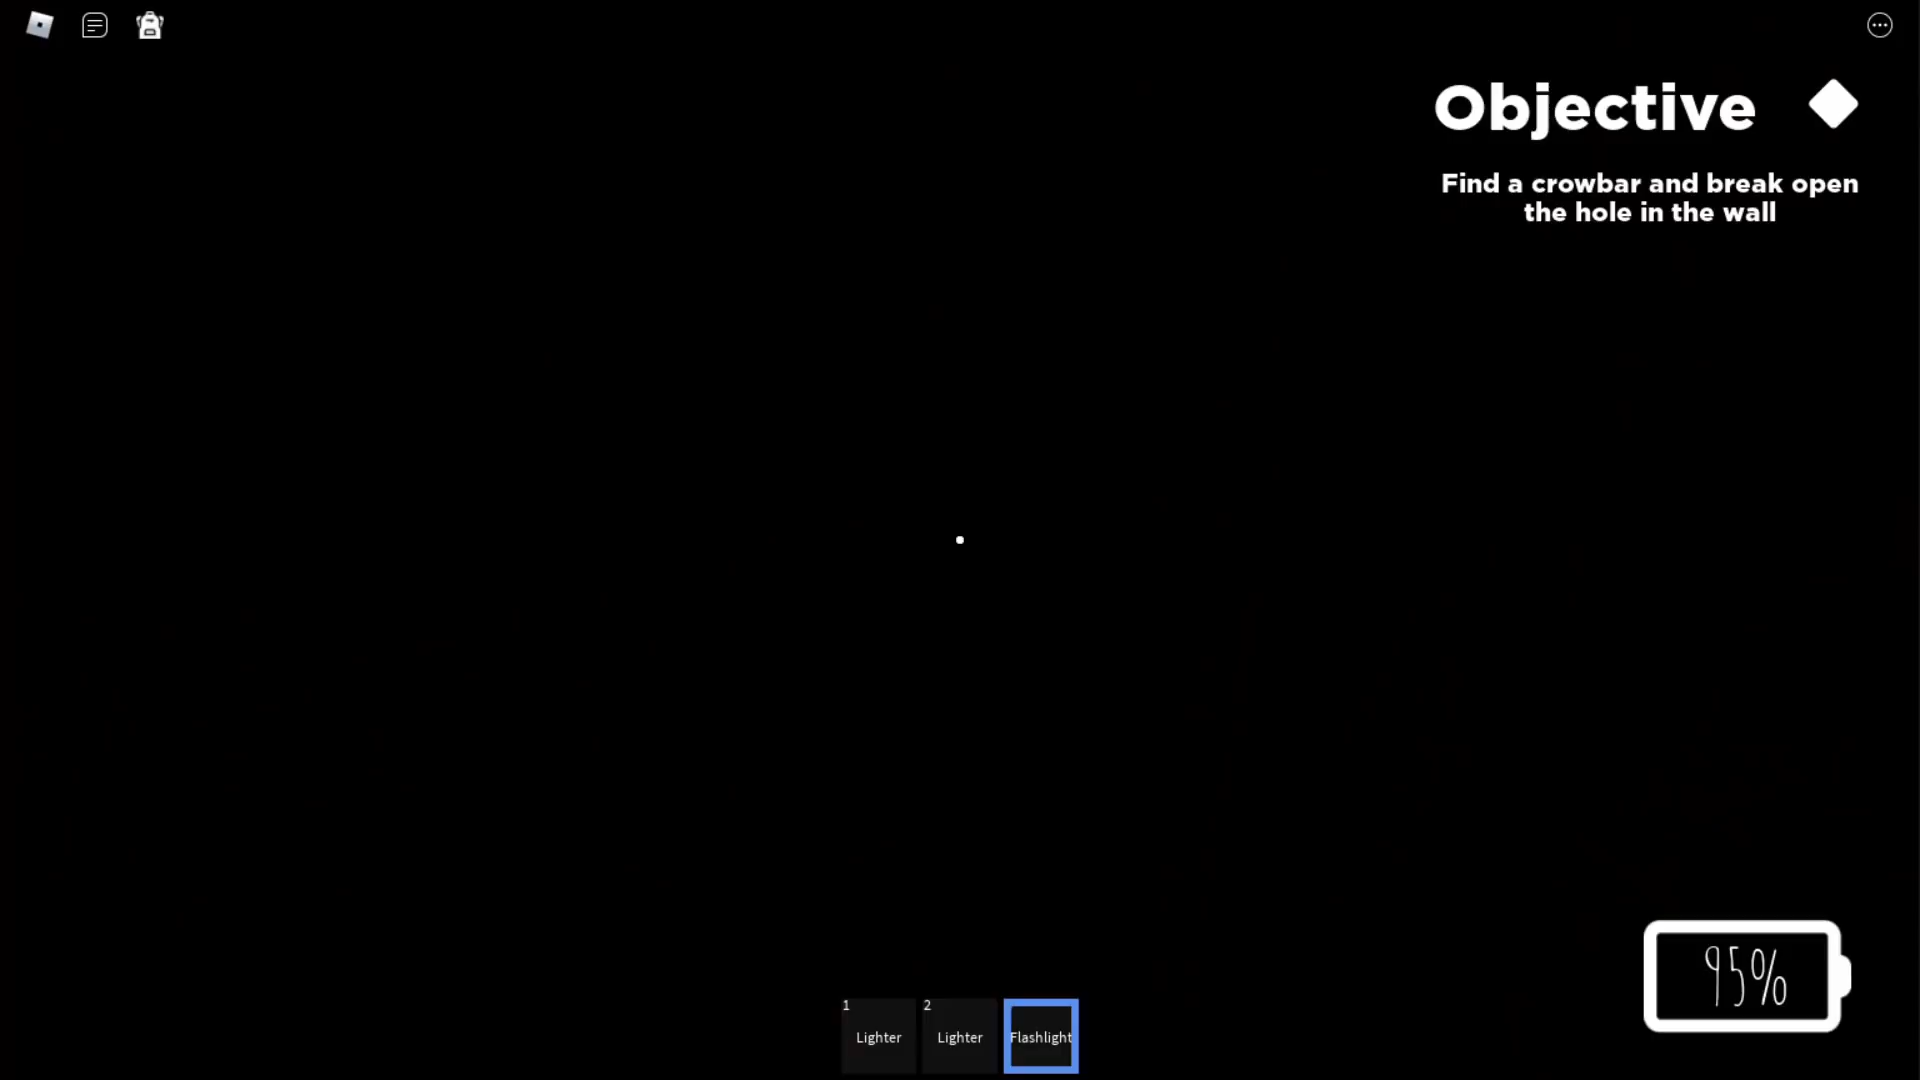 Objective
Find a crowbar and break open
the hole in the wall
95%
1
Lighter
2
Lighter
Flashlight